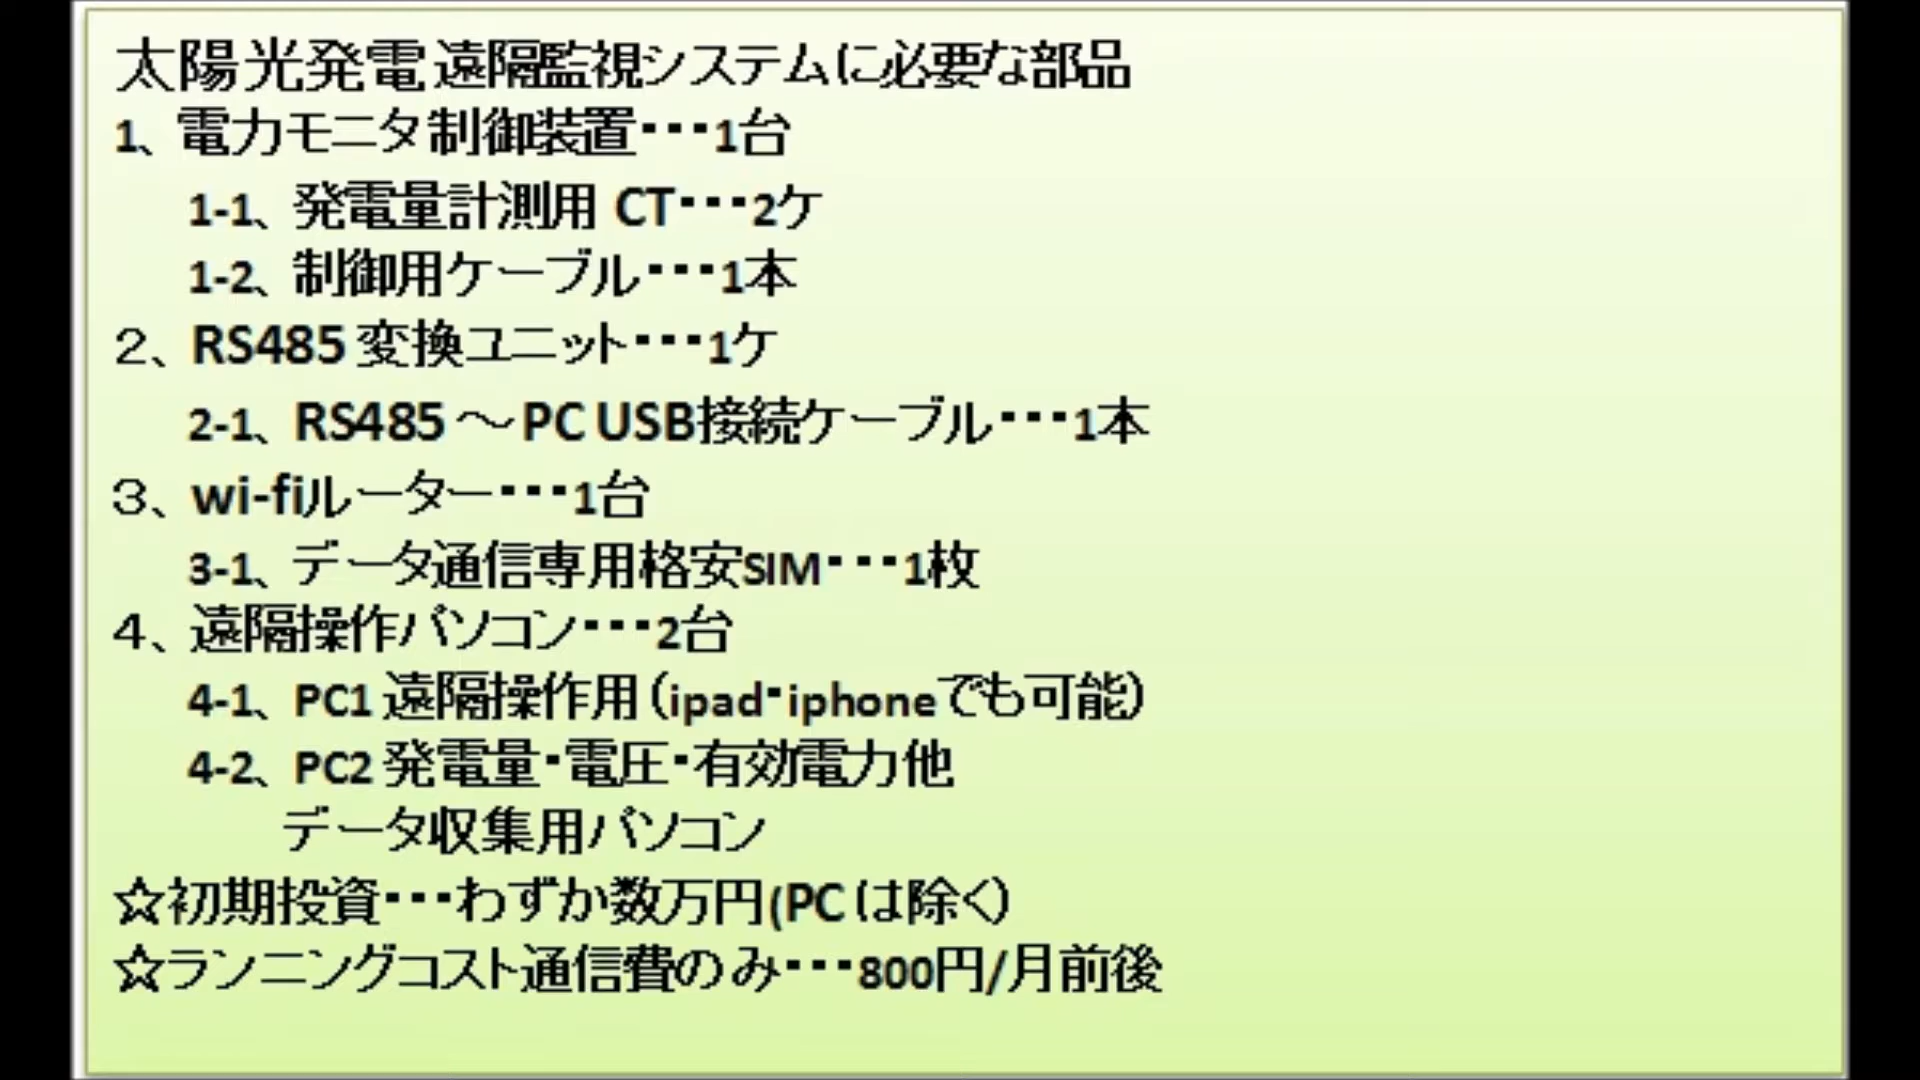 太陽光発電 遠隔監視システムに必要な部品
1、電力モニタ制御装置・・・1台
1-1、発電量計測用 CT・・・2ケ
1-2、制御用ケーブル・・・1本
２、RS485 変換ユニット・・・1ケ
2-1、RS485 ～ PC USB接続ケーブル・・・1本
３、wi-fiルーター・・・1台
3-1、データ通信専用格安SIM・・・1枚
４、遠隔操作パソコン・・・2台
4-1、PC1 遠隔操作用（ipad・iphoneでも可能）
4-2、PC2 発電量・電圧・有効電力他
データ収集用パソコン
☆初期投資・・・わずか数万円(PC は除く）
☆ランニングコスト通信費のみ・・・800円/月前後